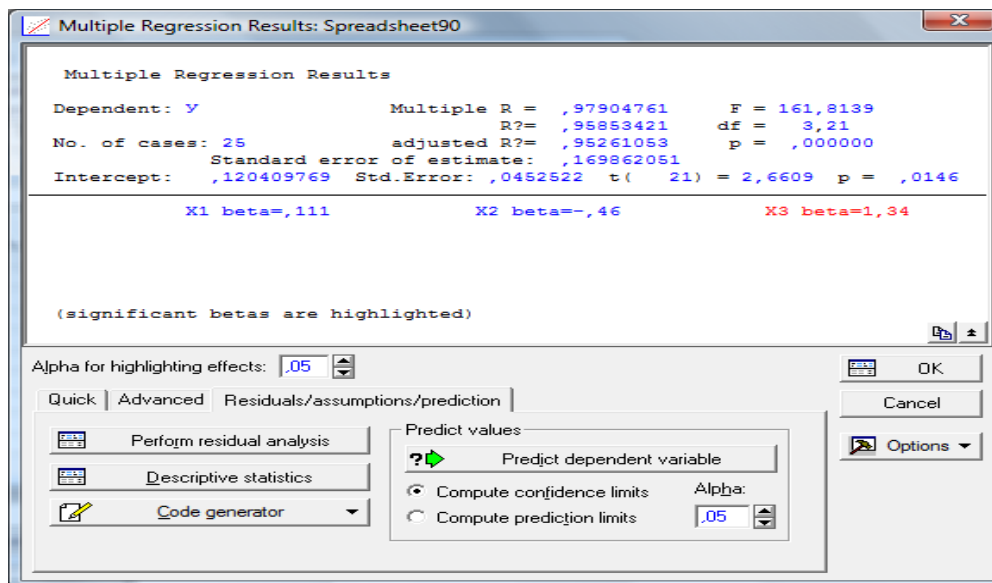 Multiple Regression Results: Spreadsheet90
Multiple Regression Results
Dependent: Y Multiple R = ,97904761 F = 161,8139
R?= ,95853421 df = 3,21
No. of cases: 25 adjusted R?= ,95261053 p = ,000000
Standard error of estimate: ,169862051
Intercept: ,120409769 Std.Error: ,0452522 t( 21) = 2,6609 p = ,0146
X1 beta=,111 X2 beta=-,46 X3 beta=1,34
(significant betas are highlighted)
Alpha for highlighting effects: ,05
OK
Quick Advanced Residuals/assumptions/prediction
Cancel
Perform residual analysis
Descriptive statistics
Code generator
Predict values
Predict dependent variable
Compute confidence limits
Compute prediction limits
Alpha:
,05
Options